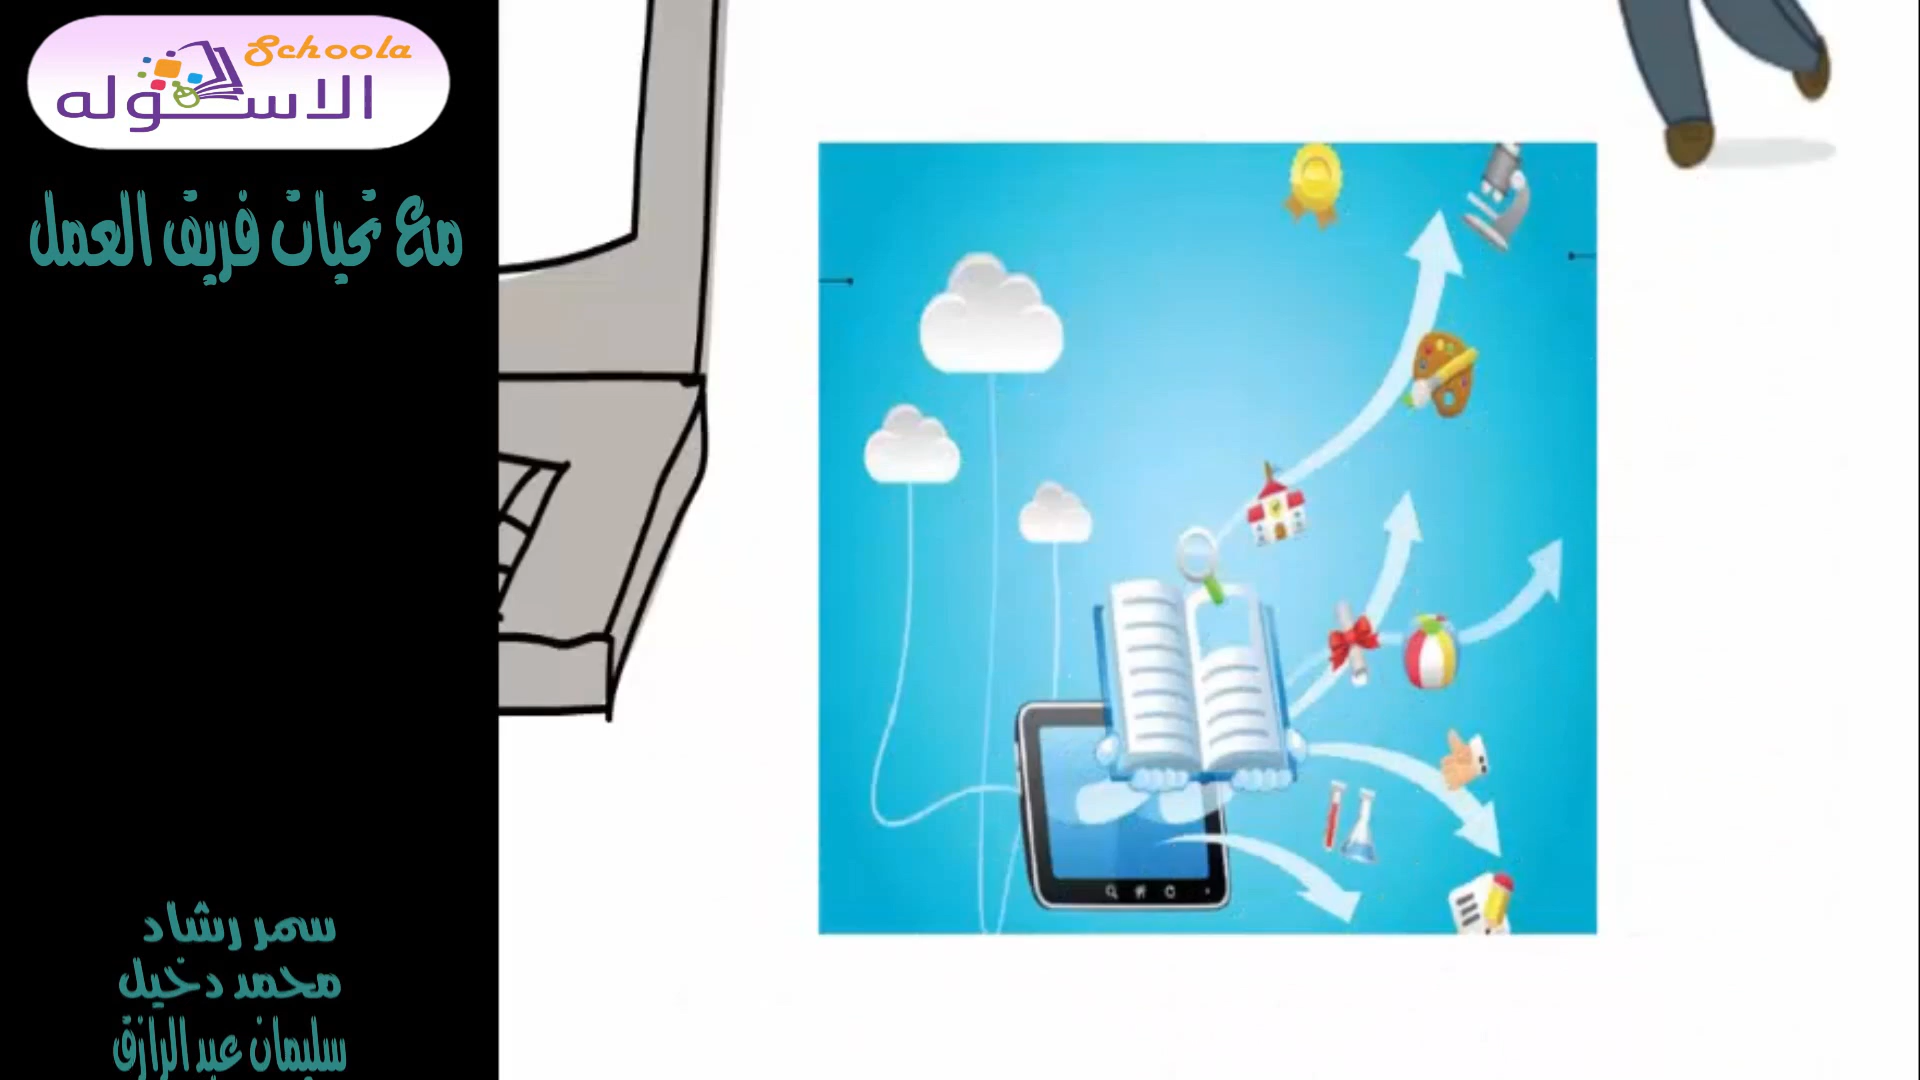 Schoola
الاسكوله
مع تحيات فريق العمل
سمر رشاد
محمد دخيل
سليمان عبد الرازق